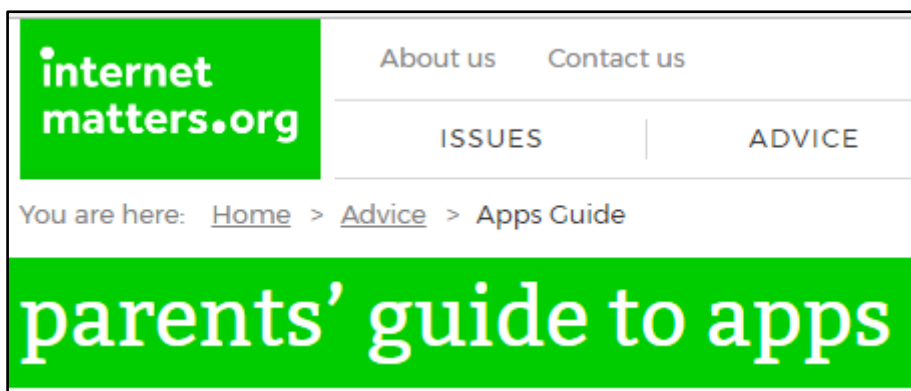 internet
matters.org
About us Contact us
ISSUES ADVICE
You are here: Home > Advice > Apps Guide
parents’ guide to apps